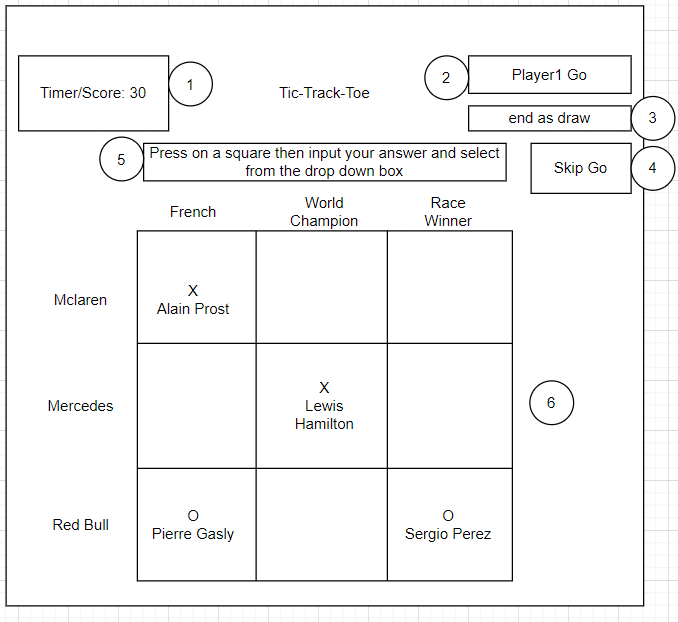 Timer/Score: 30
1
Tic-Track-Toe
2
Player1 Go
end as draw
3
5
Press on a square then input your answer and select
from the drop down box
Skip Go
4
French
World
Champion
Race
Winner
Mclaren
X
Alain Prost
Mercedes
X
Lewis
Hamilton
6
Red Bull
O
Pierre Gasly
O
Sergio Perez